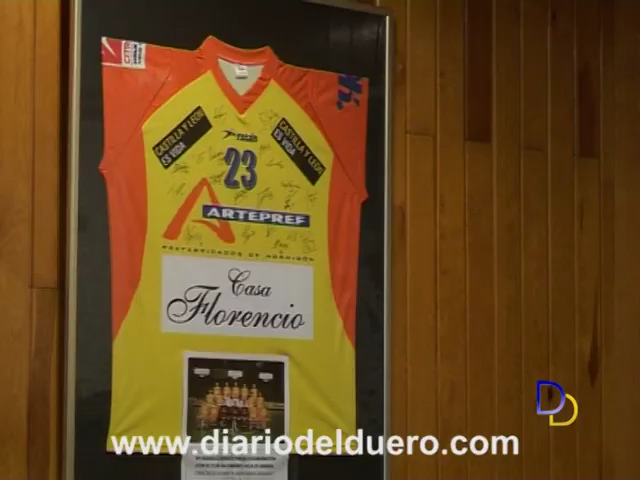 CASTILLA Y LEÓN
ES VIDA
CASTILLA Y LEÓN
ES VIDA
23
ARTEPREF
PREFABRICADOS DE HORMIGÓN
Casa
Florencio
D
D
www.diariodelduero.com